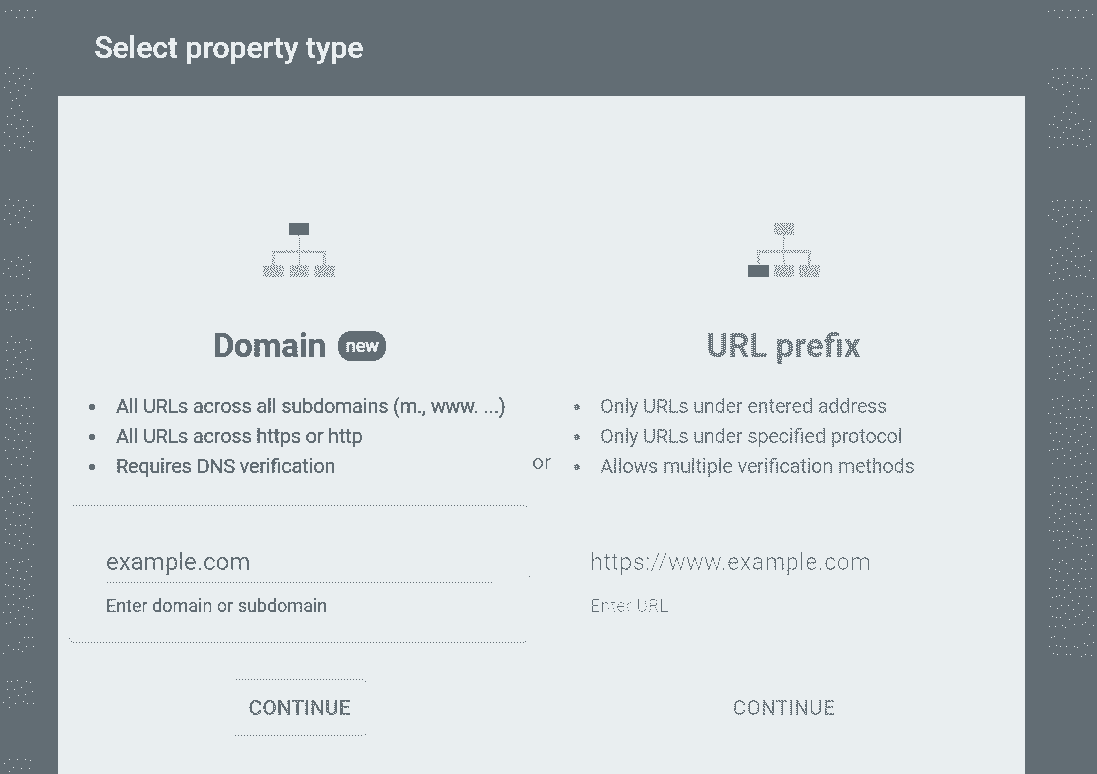 Select property type
Domain new
All URLs across all subdomains (m., www. ...)
All URLs across https or http
Requires DNS verification
example.com
Enter domain or subdomain
CONTINUE
or
URL prefix
Only URLs under entered address
Only URLs under specified protocol
Allows multiple verification methods
https://www.example.com
Enter URL
CONTINUE